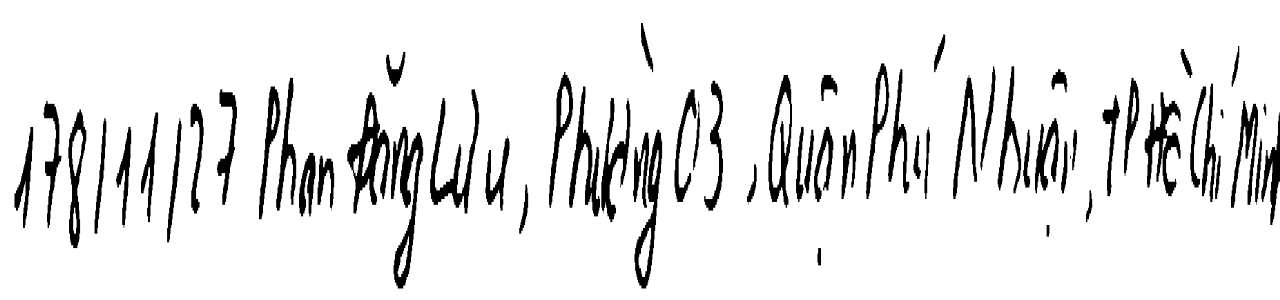 178/11/27 Phan Đăng Lưu, Phường 03, Quận Phú Nhuận, TP Hồ Chí Minh